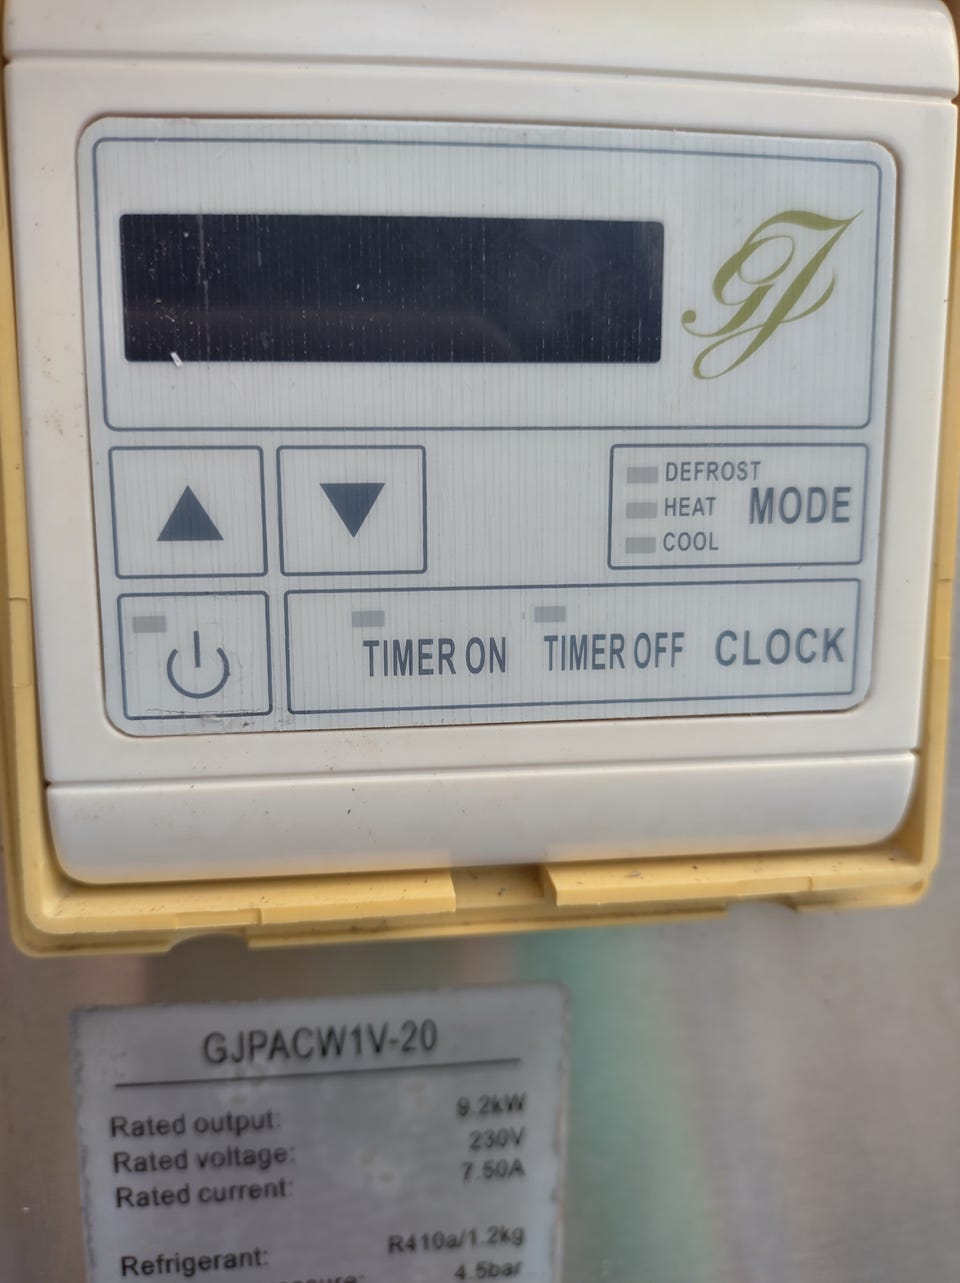 GJ
DEFROST
HEAT
COOL
MODE
TIMER ON
TIMER OFF
CLOCK
GJPACW1V-20
Rated output: 9.2kW
Rated voltage: 230V
Rated current: 7.50A
Refrigerant: R410a/1.2kg
4.5bar